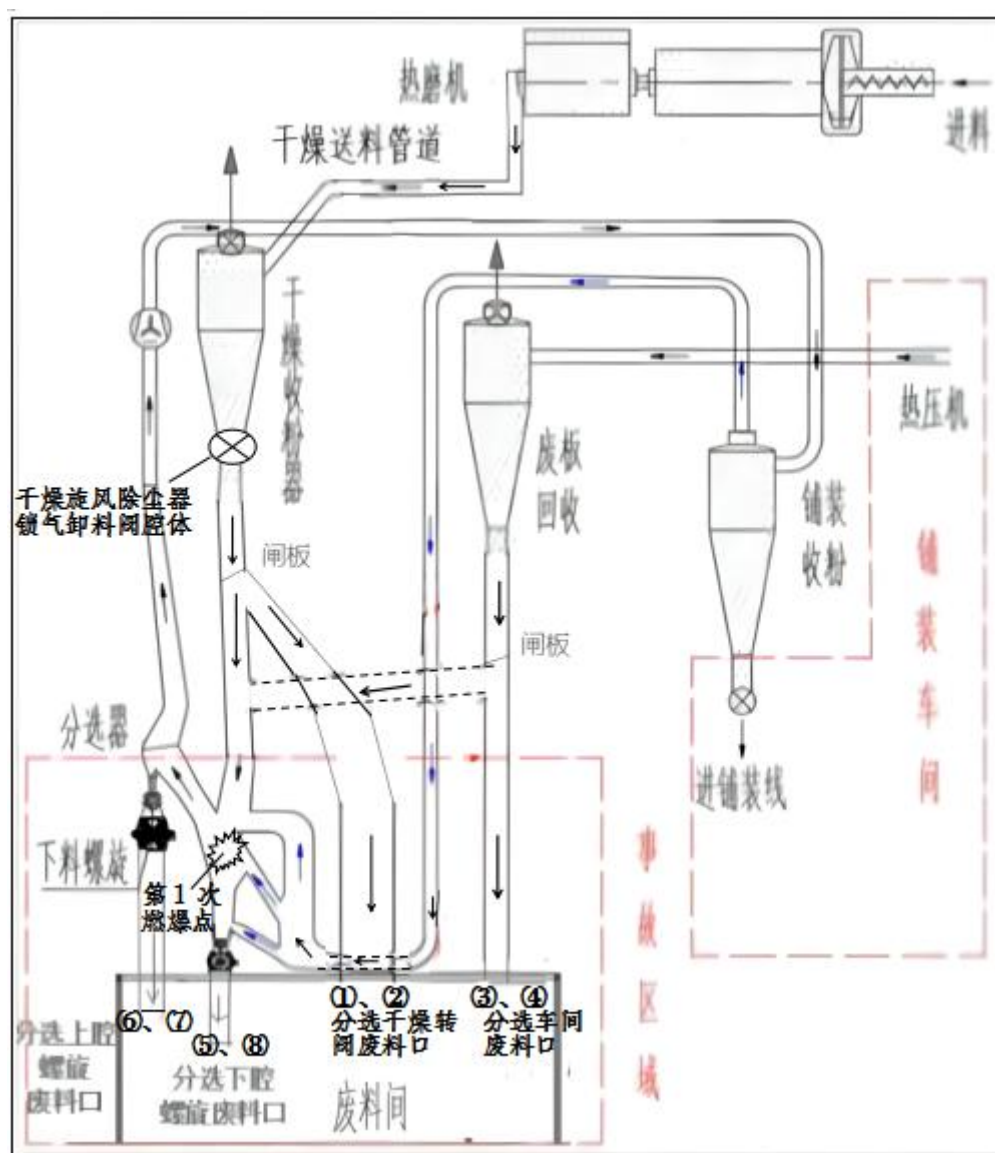 热磨机
进料
干燥送料管道
干燥收粉器
干燥旋风除尘器
锁气卸料阀腔体
闸板
废板
回收
热压机
铺装
收粉
铺装车间
闸板
分选器
进铺装线
下料螺旋
第1次
燃爆点
事故区域
⑹、⑺
⑸、⑻
⑴、⑵
⑶、⑷
分选上腔
螺旋
废料口
分选下腔
螺旋废料口
分选干燥转
阀废料口
分选车间
废料口
废料间